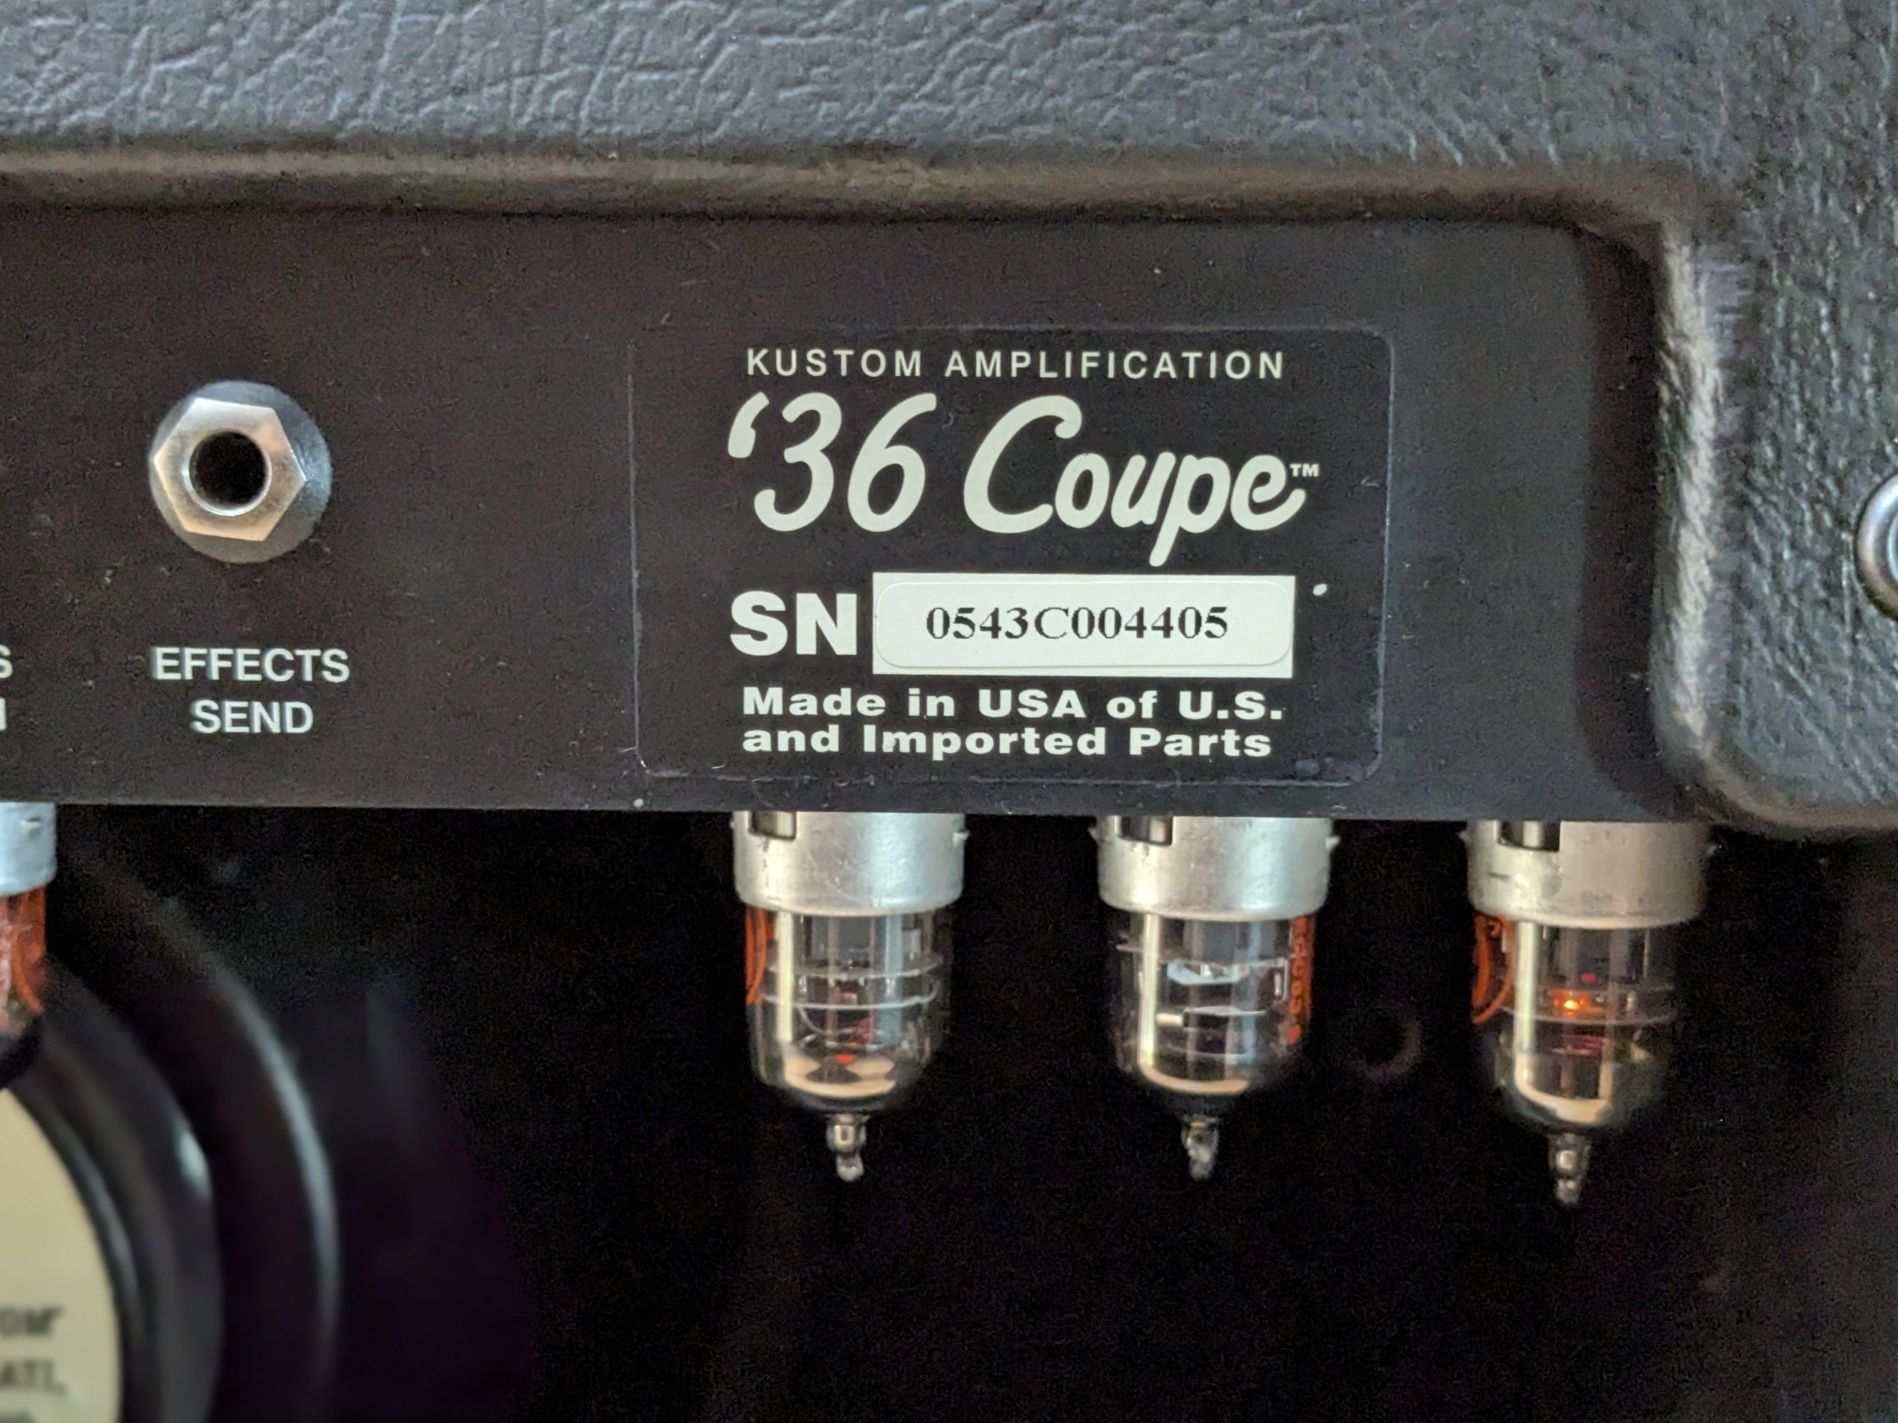 KUSTOM AMPLIFICATION
'36 Coupe™
SN 0543C004405
Made in USA of U.S.
and Imported Parts
EFFECTS
SEND